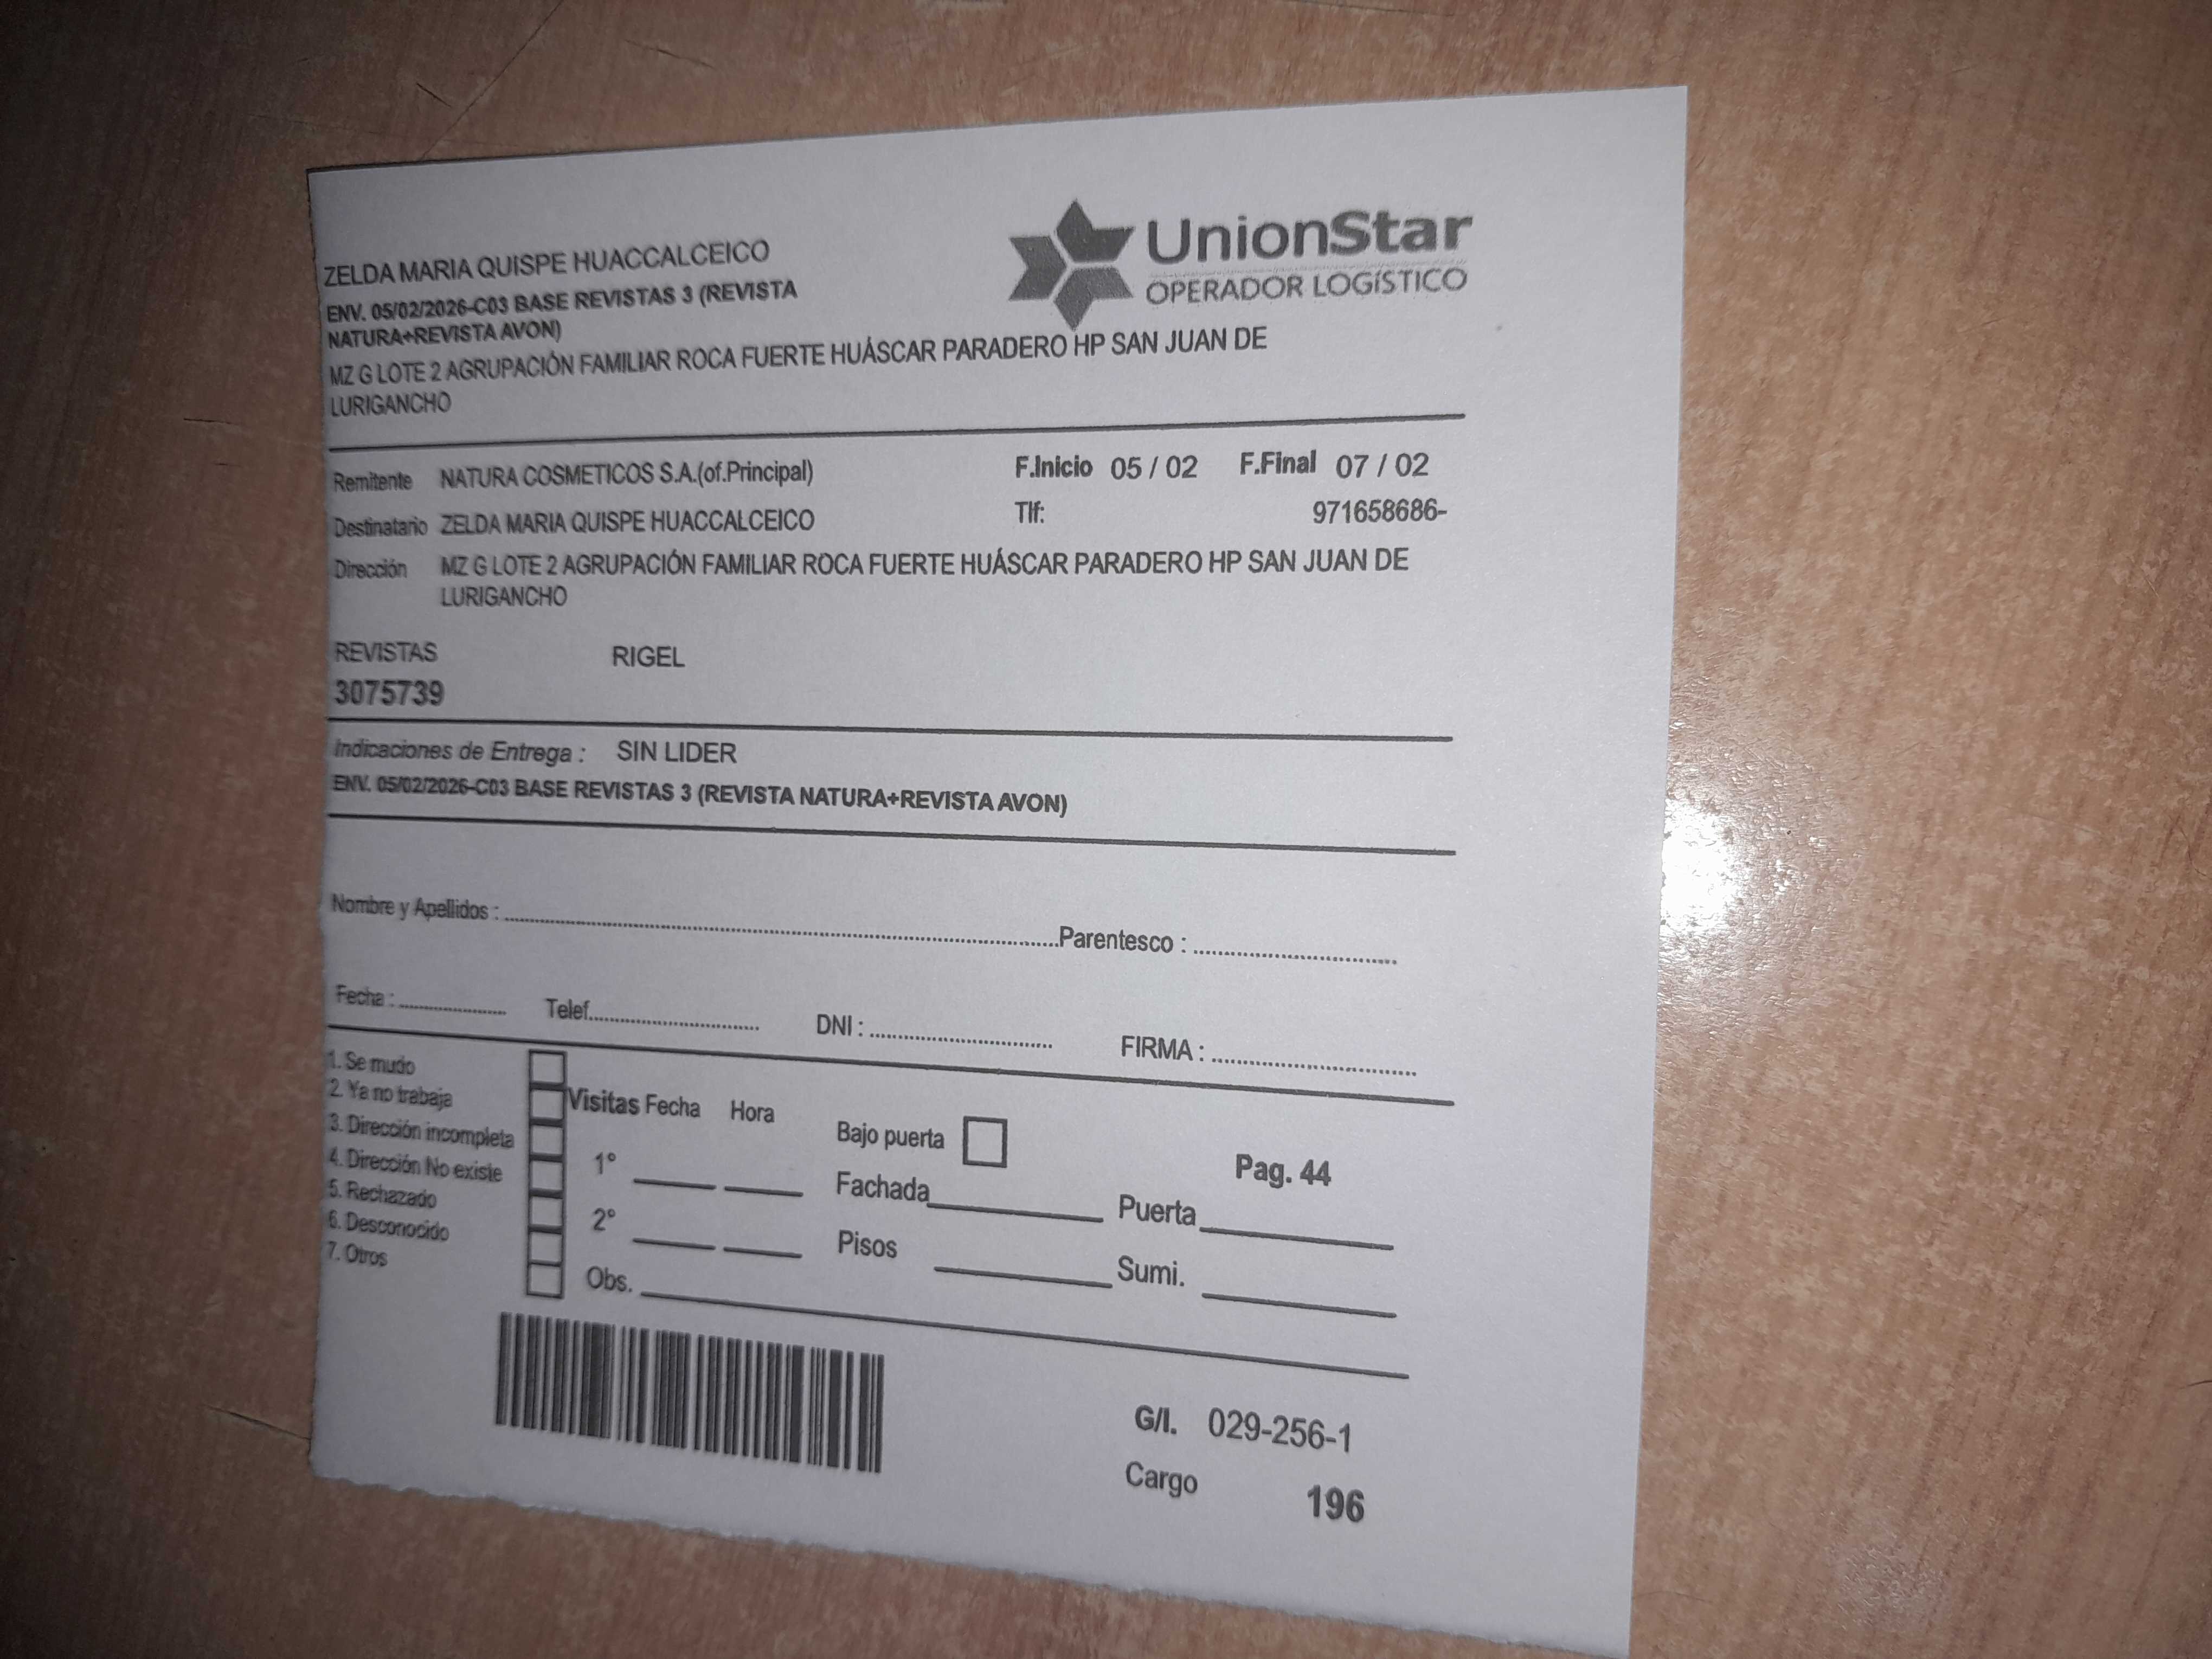 ZELDA MARIA QUISPE HUACCALCEICO
UnionStar
OPERADOR LOGÍSTICO
ENV. 05/02/2026-C03 BASE REVISTAS 3 (REVISTA
NATURA+REVISTA AVON)
MZ G LOTE 2 AGRUPACIÓN FAMILIAR ROCA FUERTE HUÁSCAR PARADERO HP SAN JUAN DE
LURIGANCHO
Remitente NATURA COSMETICOS S.A.(of.Principal) F.Inicio 05 / 02 F.Final 07 / 02
Destinatario ZELDA MARIA QUISPE HUACCALCEICO Tlf: 971658686-
Dirección MZ G LOTE 2 AGRUPACIÓN FAMILIAR ROCA FUERTE HUÁSCAR PARADERO HP SAN JUAN DE
LURIGANCHO
REVISTAS RIGEL
3075739
Indicaciones de Entrega : SIN LIDER
ENV. 05/02/2026-C03 BASE REVISTAS 3 (REVISTA NATURA+REVISTA AVON)
Nombre y Apellidos : Parentesco :
Fecha : Telef. DNI : FIRMA :
1. Se mudo
2. Ya no trabaja
3. Dirección incompleta
4. Dirección No existe
5. Rechazado
6. Desconocido
7. Otros
Visitas Fecha Hora
1°
2°
Obs.
Bajo puerta
Fachada
Pisos
Pag. 44
Puerta
Sumi.
G/I. 029-256-1
Cargo 196